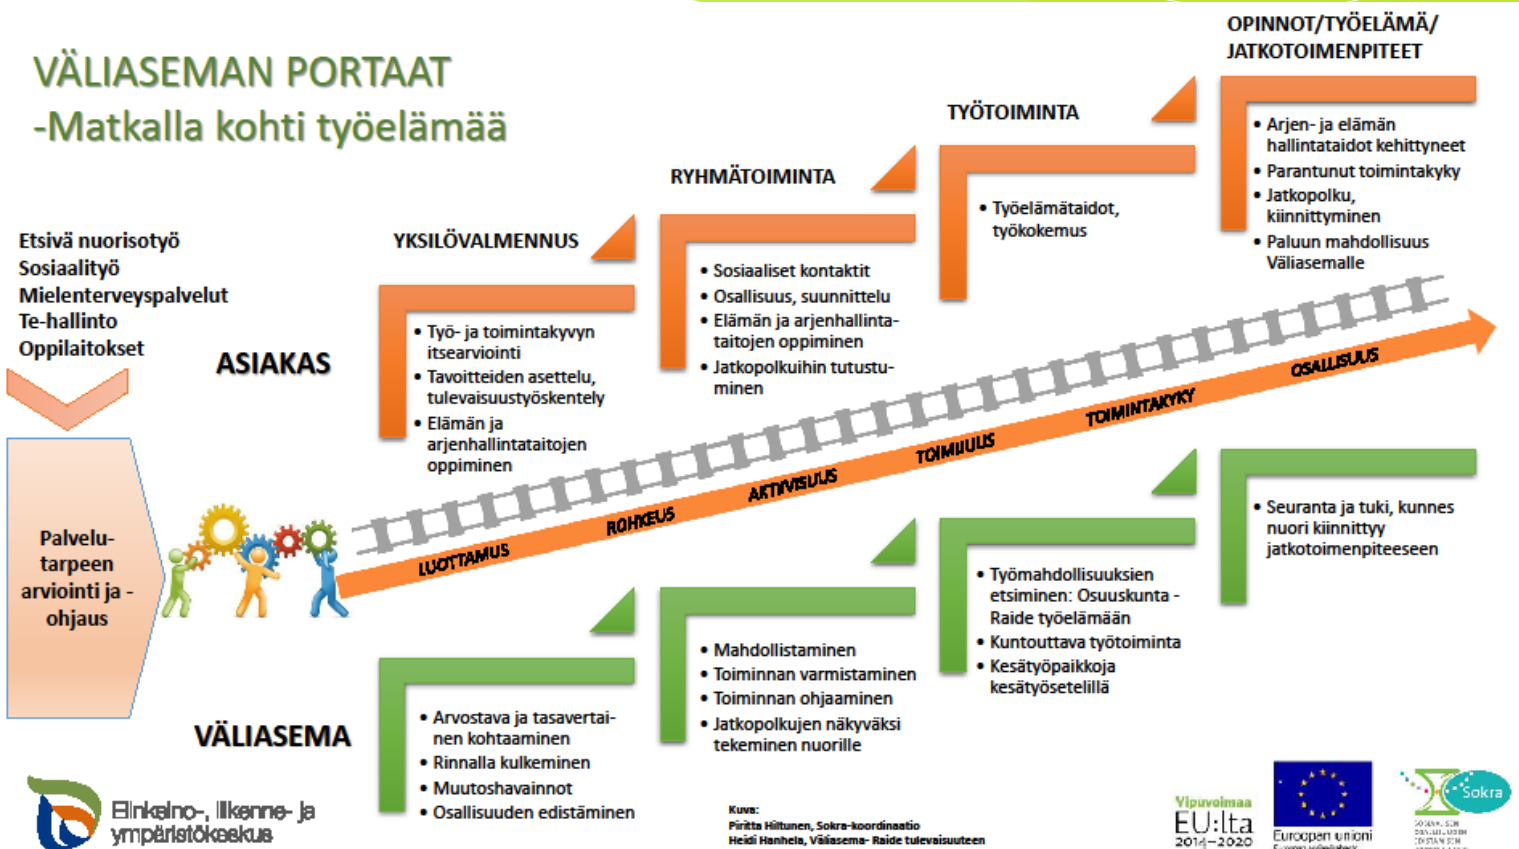 VÄLIASEMAN PORTAAT
-Matkalla kohti työelämää
Etsivä nuorisotyö
Sosiaalityö
Mielenterveyspalvelut
Te-hallinto
Oppilaitokset
Palvelu-
tarpeen
arviointi ja -
ohjaus
ASIAKAS
YKSILÖVALMENNUS
• Työ- ja toimintakyvyn
itsearviointi
• Tavoitteiden asettelu,
tulevaisuustyöskentely
• Elämän ja
arjenhallintataitojen
oppiminen
RYHMÄTOIMINTA
• Sosiaaliset kontaktit
• Osallisuus, suunnittelu
• Elämän ja arjenhallinta-
taitojen oppiminen
• Jatkopolkuihin tutustu-
minen
TYÖTOIMINTA
• Työelämätaidot,
työkokemus
OPINNOT/TYÖELÄMÄ/
JATKOTOIMENPITEET
• Arjen- ja elämän
hallintataidot kehittyneet
• Parantunut toimintakyky
• Jatkopolku,
kiinnittyminen
• Paluun mahdollisuus
Väliasemalle
LUOTTAMUS
ROHKEUS
AKTIIVISUUS
TOIMIJUUS
TOIMINTAKYKY
OSALLISUUS
VÄLIASEMA
• Arvostava ja tasavertai-
nen kohtaaminen
• Rinnalla kulkeminen
• Muutoshavainnot
• Osallisuuden edistäminen
• Mahdollistaminen
• Toiminnan varmistaminen
• Toiminnan ohjaaminen
• Jatkopolkujen näkyväksi
tekeminen nuorille
• Työmahdollisuuksien
etsiminen: Osuuskunta -
Raide työelämään
• Kuntouttava työtoiminta
• Kesätyöpaikkoja
kesätyösetelillä
• Seuranta ja tuki, kunnes
nuori kiinnittyy
jatkotoimenpiteeseen
Elinkeino-, liikenne- ja
ympäristökeskus
Kuva:
Piritta Hiltunen, Sokra-koordinaatio
Heidi Hanhela, Väliasema- Raide tulevaisuuteen
Vipuvoimaa
EU:lta
2014–2020
Euroopan unioni
Sokra